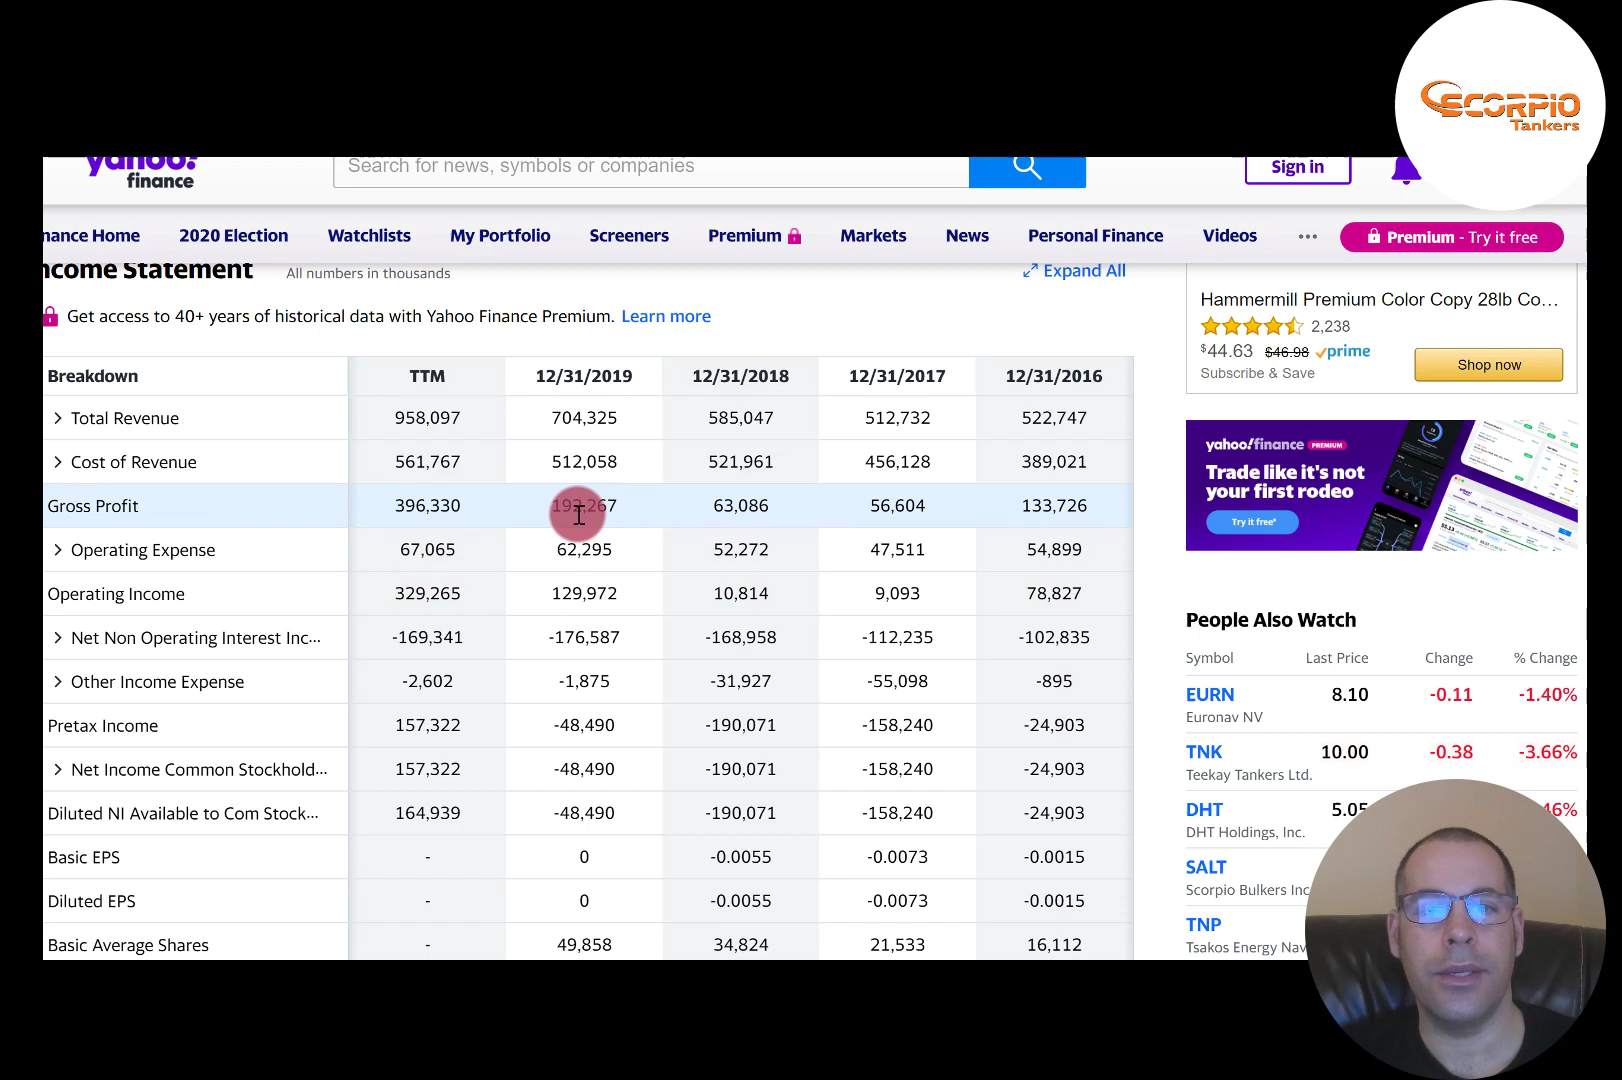 SCORPIO
Tankers
yahoo!
finance
Search for news, symbols or companies
Sign in
nance Home 2020 Election Watchlists My Portfolio Screeners Premium Markets News Personal Finance Videos ... Premium - Try it free
ncome Statement All numbers in thousands Expand All
Get access to 40+ years of historical data with Yahoo Finance Premium. Learn more
Breakdown TTM 12/31/2019 12/31/2018 12/31/2017 12/31/2016
Total Revenue 958,097 704,325 585,047 512,732 522,747
Cost of Revenue 561,767 512,058 521,961 456,128 389,021
Gross Profit 396,330 192,267 63,086 56,604 133,726
Operating Expense 67,065 62,295 52,272 47,511 54,899
Operating Income 329,265 129,972 10,814 9,093 78,827
Net Non Operating Interest Inc... -169,341 -176,587 -168,958 -112,235 -102,835
Other Income Expense -2,602 -1,875 -31,927 -55,098 -895
Pretax Income 157,322 -48,490 -190,071 -158,240 -24,903
Net Income Common Stockhold... 157,322 -48,490 -190,071 -158,240 -24,903
Diluted NI Available to Com Stock... 164,939 -48,490 -190,071 -158,240 -24,903
Basic EPS - 0 -0.0055 -0.0073 -0.0015
Diluted EPS - 0 -0.0055 -0.0073 -0.0015
Basic Average Shares - 49,858 34,824 21,533 16,112
Hammermill Premium Color Copy 28lb Co...
2,238
$44.63 $46.98 prime
Subscribe & Save
Shop now
yahoo!finance PREMIUM
Trade like it's not
your first rodeo
Try it free*
People Also Watch
Symbol Last Price Change % Change
EURN 8.10 -0.11 -1.40%
Euronav NV
TNK 10.00 -0.38 -3.66%
Teekay Tankers Ltd.
DHT 5.05 46%
DHT Holdings, Inc.
SALT
Scorpio Bulkers Inc
TNP
Tsakos Energy Nav